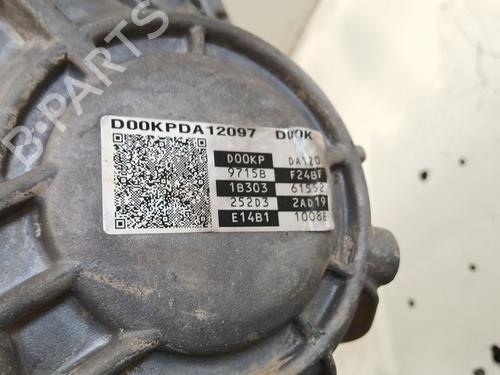 B-PARTS
D00KPDA12097 D00K
D00KP DA120
9715B F24BF
1B303 61552
252D3 2AD19
E14B1 1008E